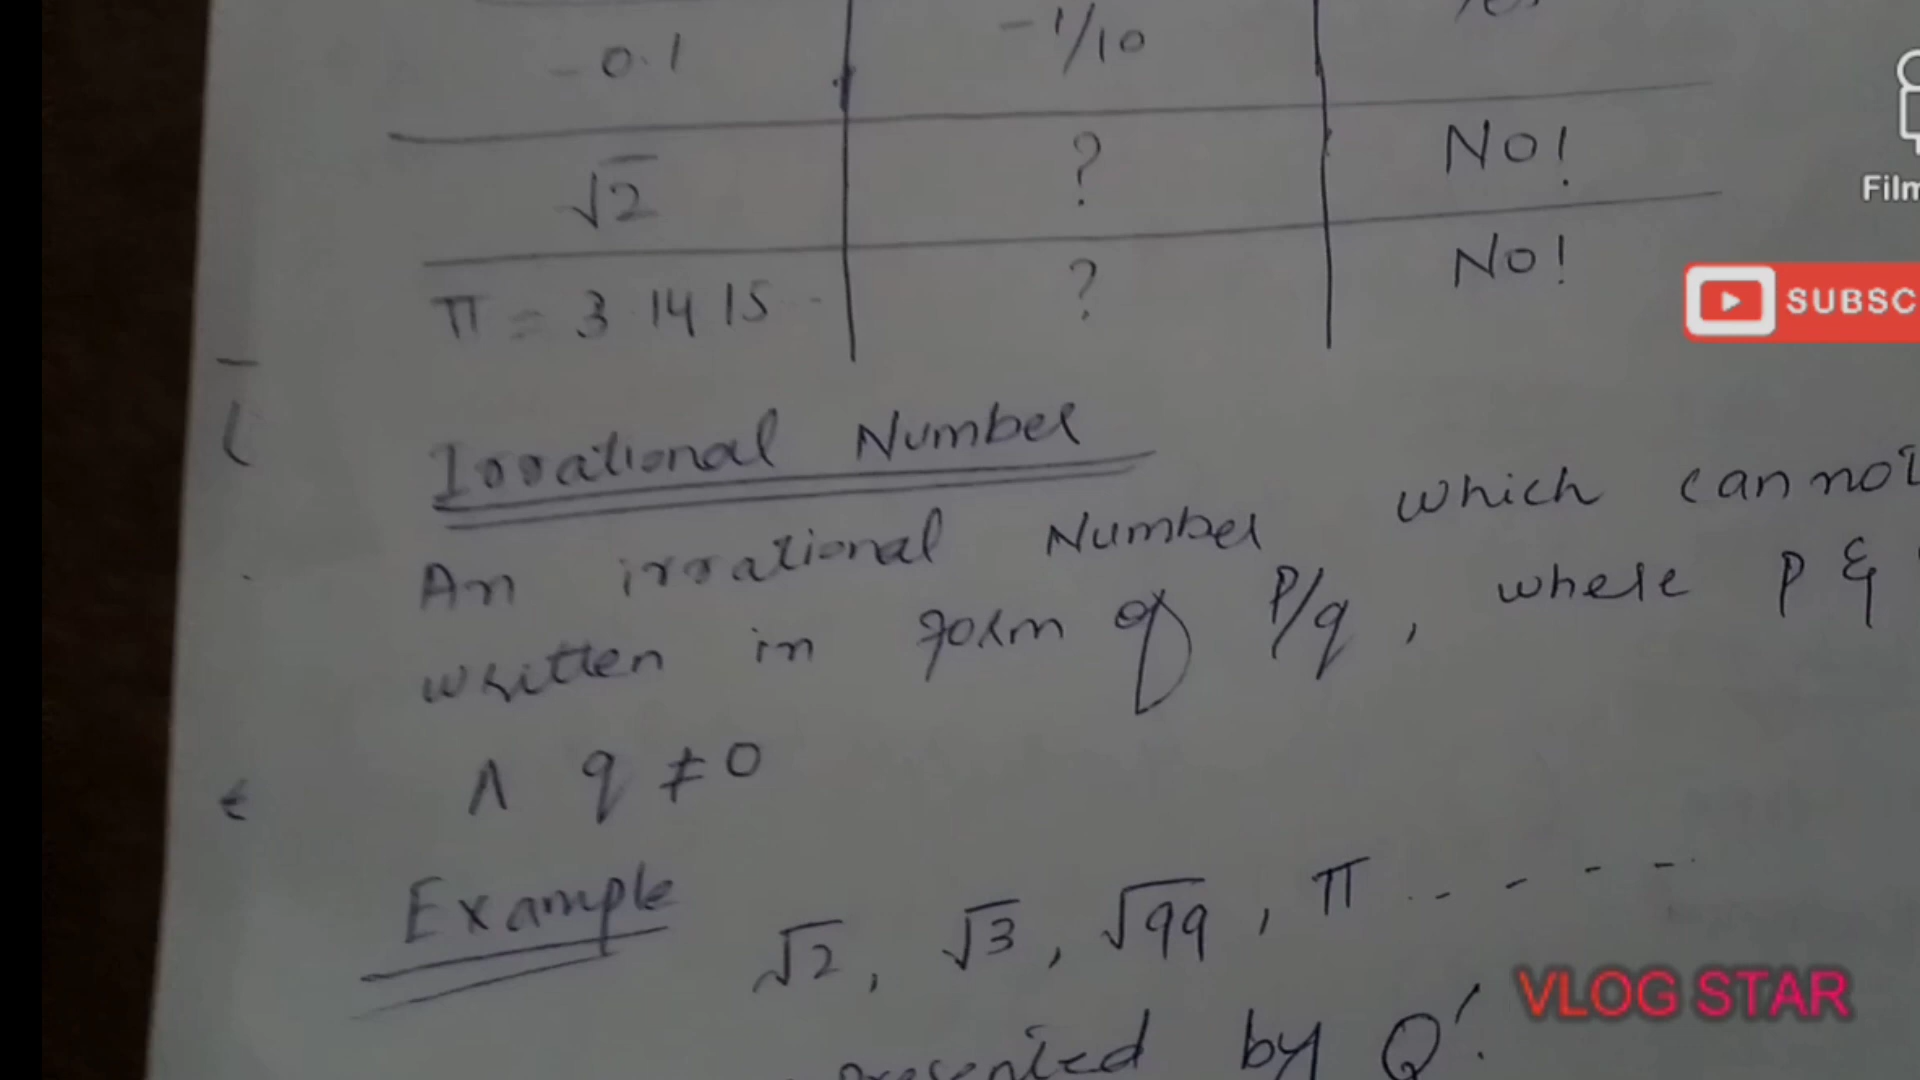 -0.1 -1/10
√2 ? No!
π = 3.1415 -- ? No!
Irrational Number
An irrational Number which cannot
written in form of P/q, where P &
∧ q ≠ 0
Example √2, √3, √99, π -- - - -
by Q'.
Film
SUBSC
VLOG STAR